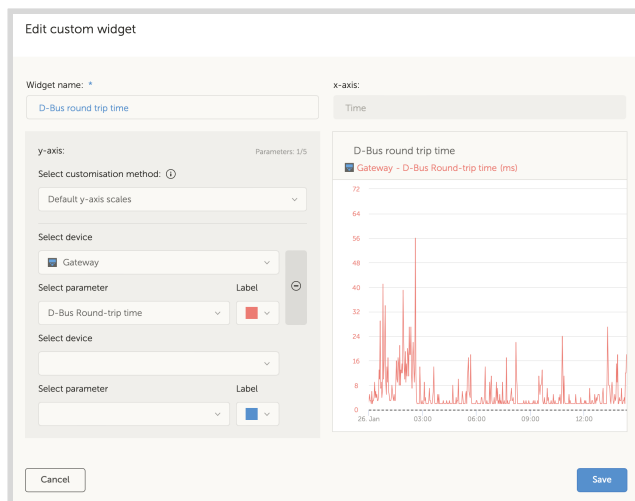 Edit custom widget
Widget name: *
D-Bus round trip time
x-axis:
Time
y-axis:
Parameters: 1/5
Select customisation method:
Default y-axis scales
Select device
Gateway
Select parameter
Label
D-Bus Round-trip time
Select device
Select parameter
Label
D-Bus round trip time
Gateway - D-Bus Round-trip time (ms)
72
64
56
48
40
32
24
16
8
0
26. Jan
03:00
06:00
09:00
12:00
Cancel
Save